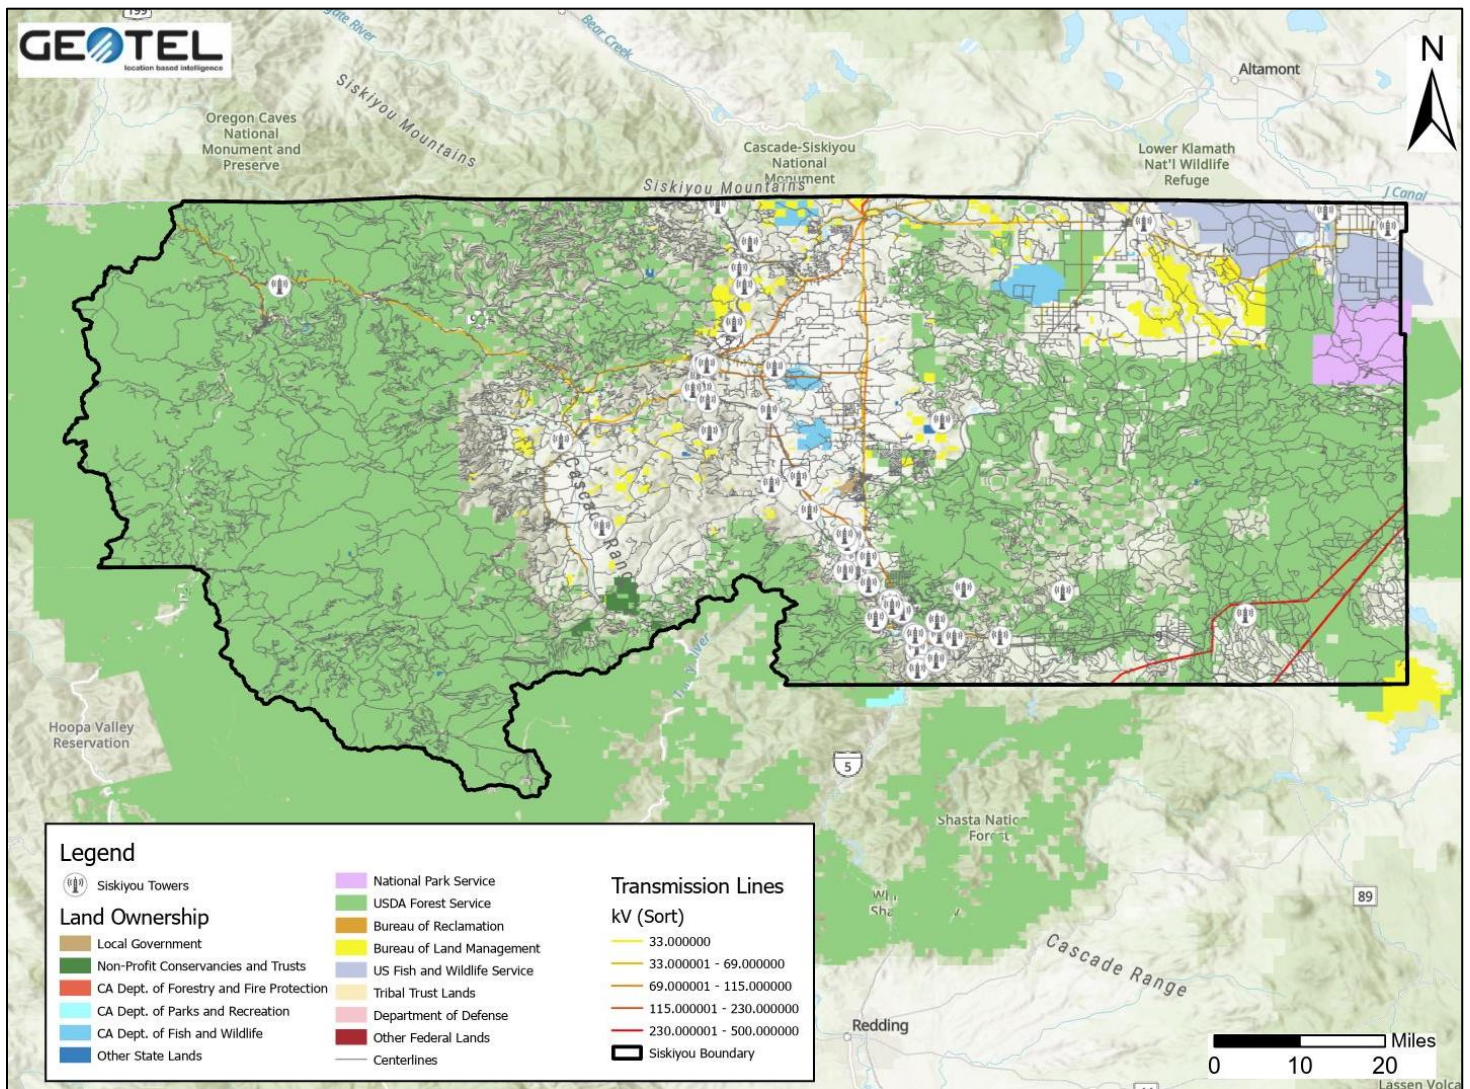 199
GEOTEL
location based intelligence
Bear Creek
N
Altamont
Siskiyou Mountains
Oregon Caves
National
Monument and
Preserve
Cascade-Siskiyou
National
Monument
Lower Klamath
Nat'l Wildlife
Refuge
J Canal
Siskiyou Mountains
Hoopa Valley
Reservation
5
Shasta
89
Cascade Range
Redding
Miles
0 10 20
Lassen
Legend
Siskiyou Towers
Land Ownership
Local Government
Non-Profit Conservancies and Trusts
CA Dept. of Forestry and Fire Protection
CA Dept. of Parks and Recreation
CA Dept. of Fish and Wildlife
Other State Lands
National Park Service
USDA Forest Service
Bureau of Reclamation
Bureau of Land Management
US Fish and Wildlife Service
Tribal Trust Lands
Department of Defense
Other Federal Lands
Centerlines
Transmission Lines
kV (Sort)
33.000000
33.000001 - 69.000000
69.000001 - 115.000000
115.000001 - 230.000000
230.000001 - 500.000000
Siskiyou Boundary